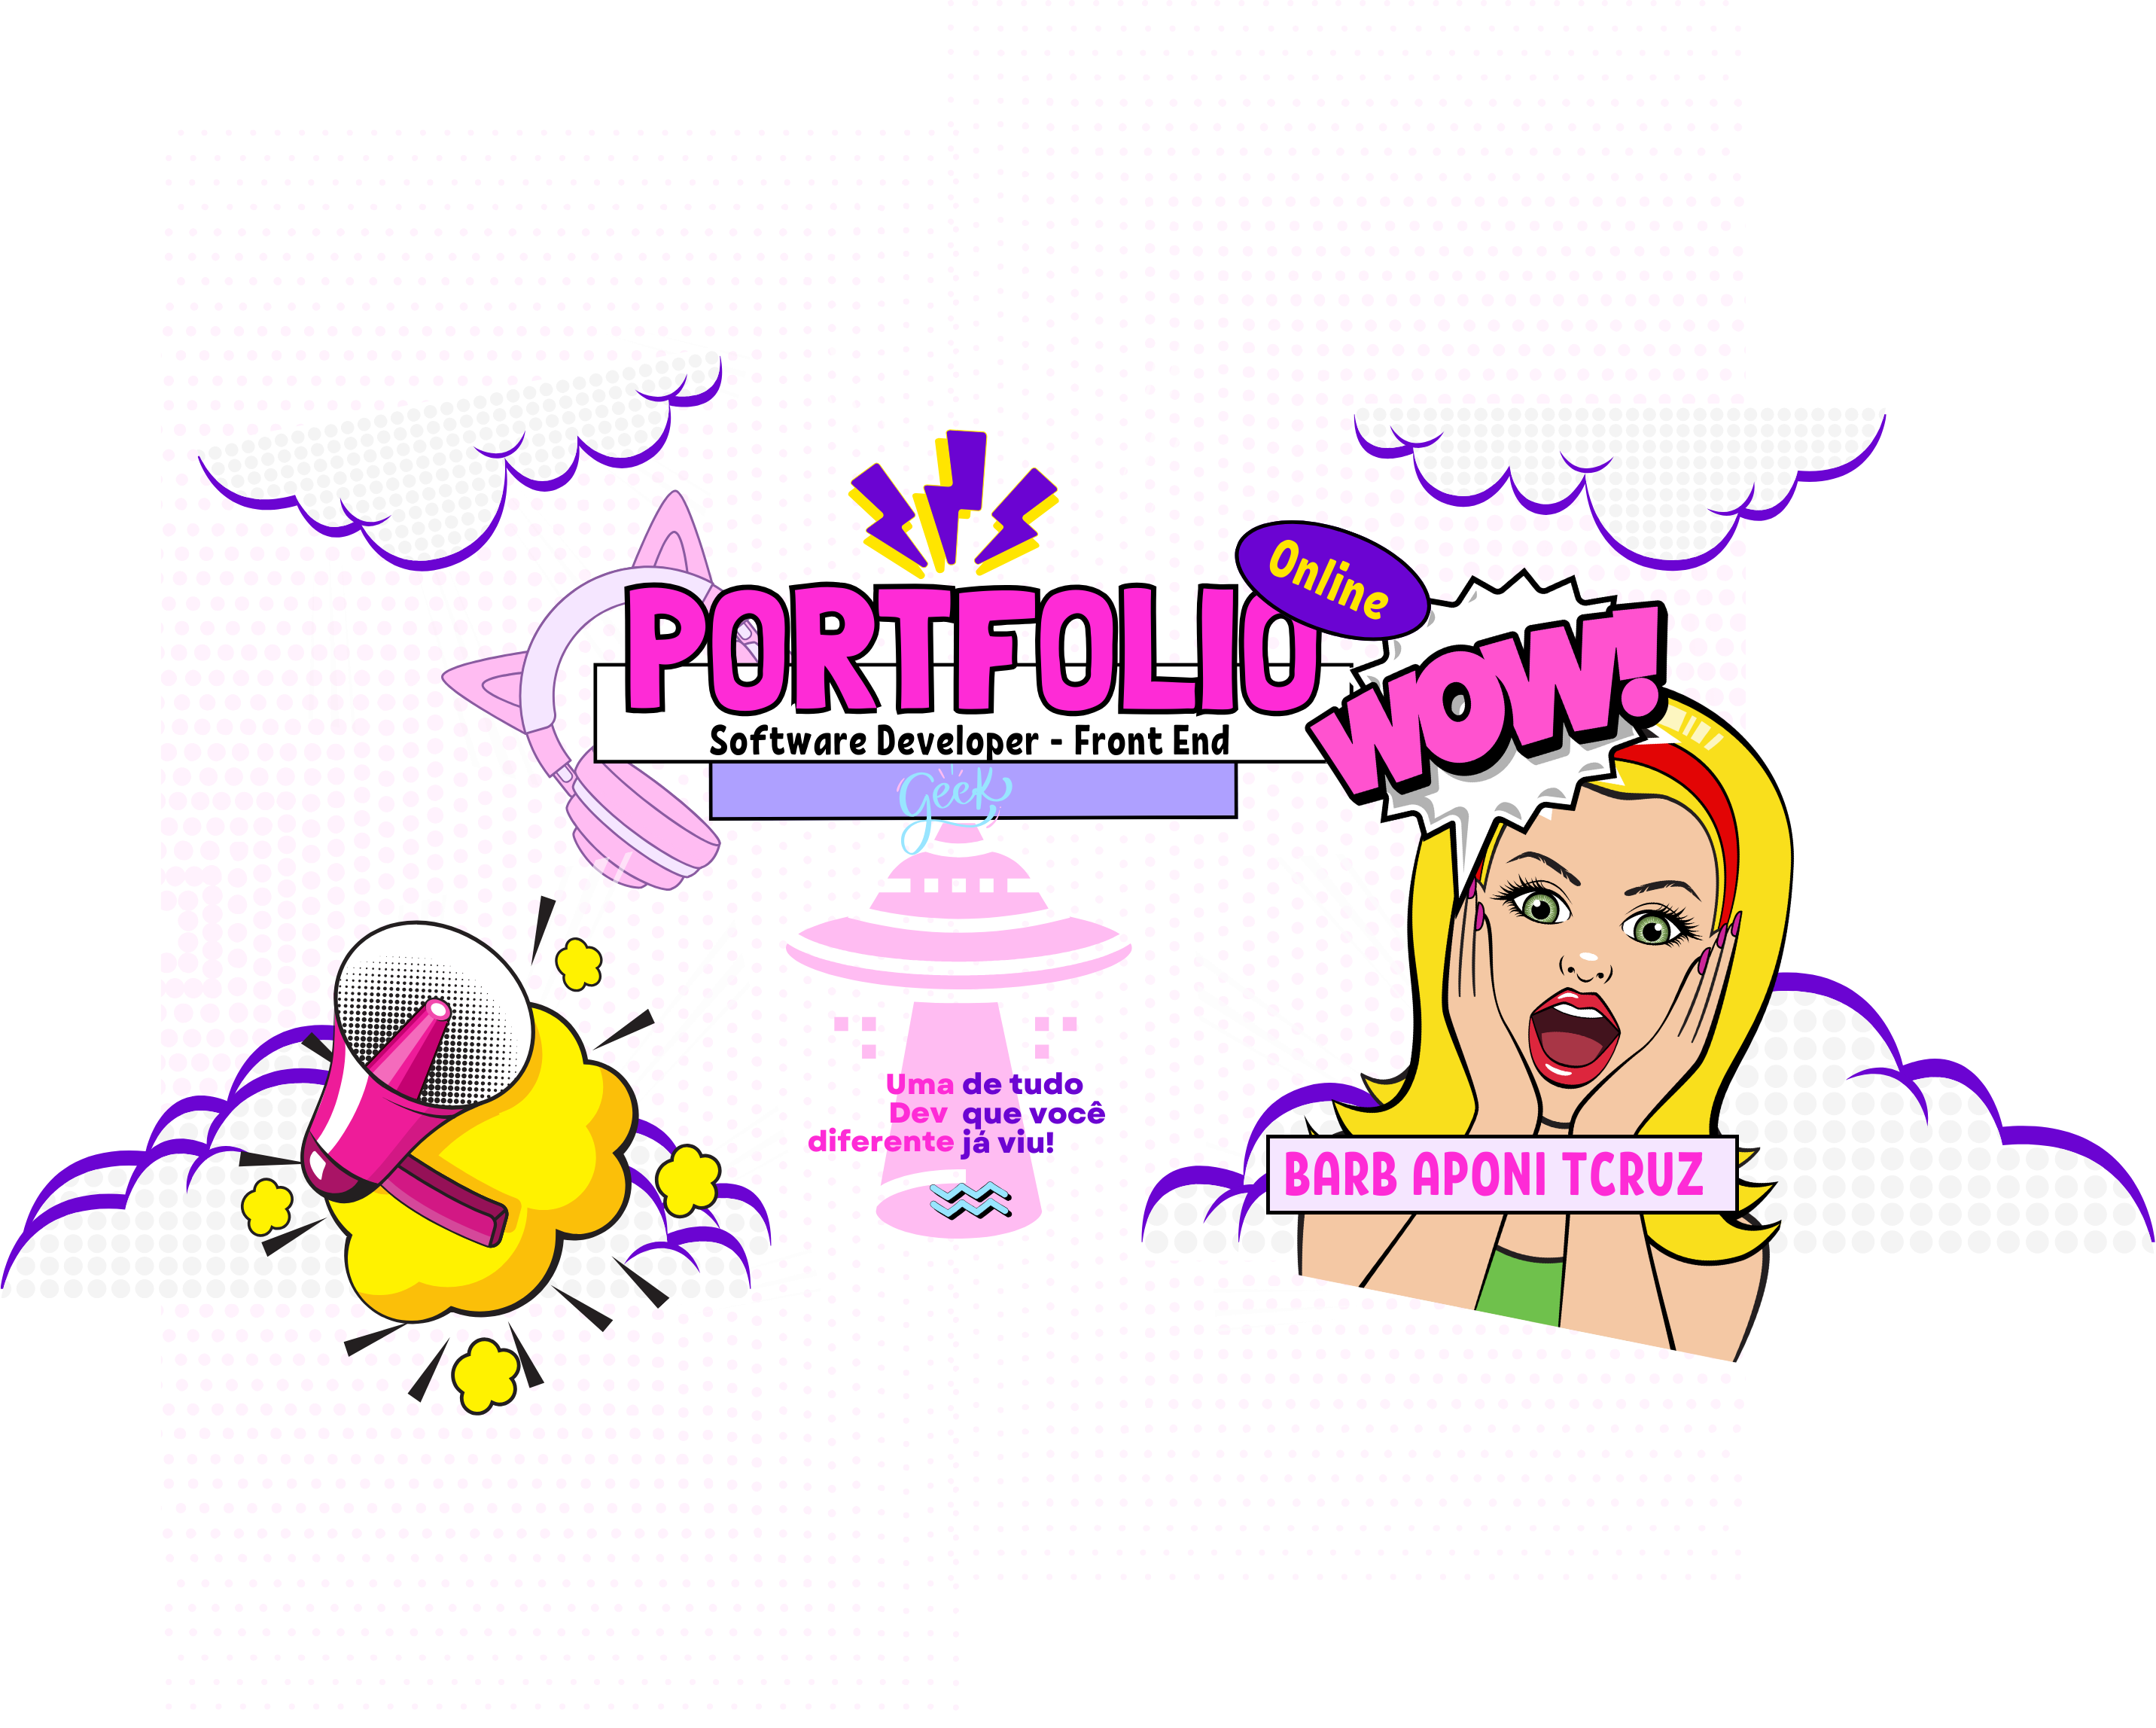 Online
PORTFOLIO
WOW!
Software Developer - Front End
geek
Uma de tudo
Dev que você
diferente já viu!
BARB APONI TCRUZ